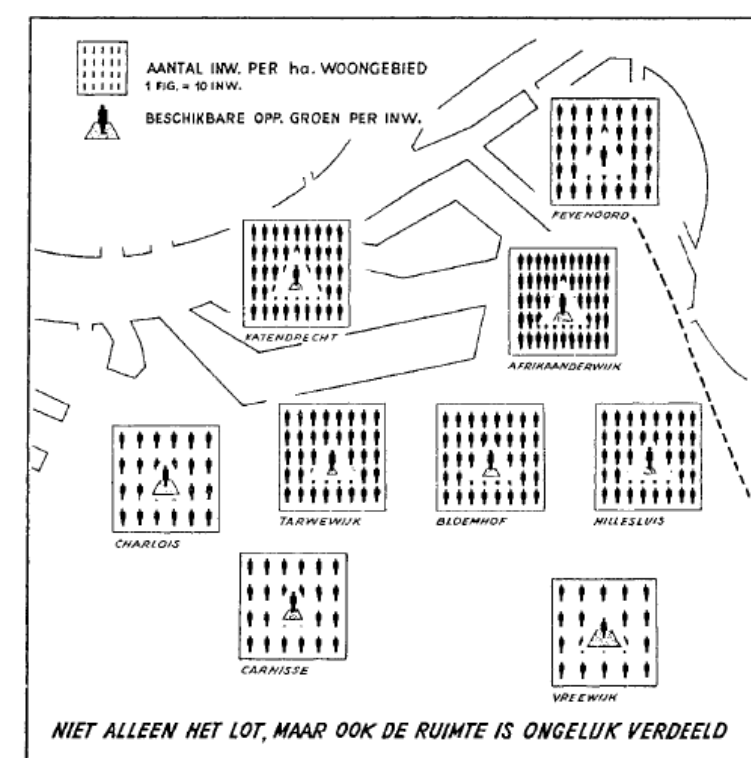 AANTAL INW. PER ha. WOONGEBIED
1 FIG. = 10 INW.
BESCHIKBARE OPP. GROEN PER INW.
FEYENOORD
KATENDRECHT
AFRIKAANDERWIJK
CHARLOIS
TARWEWIJK
BLOEMHOF
HILLESLUIS
CARNISSE
VREEWIJK
NIET ALLEEN HET LOT, MAAR OOK DE RUIMTE IS ONGELIJK VERDEELD